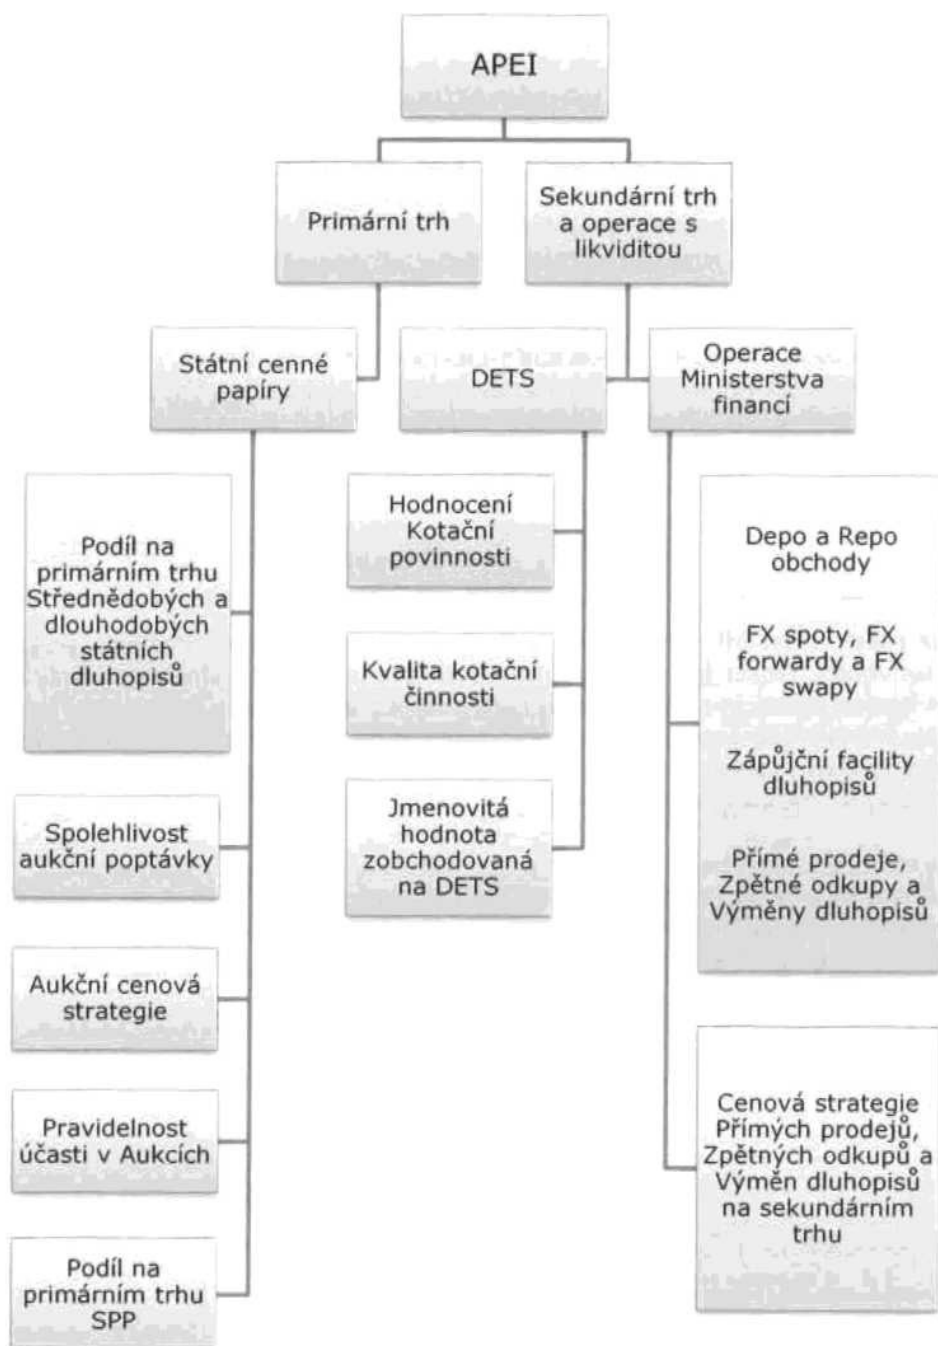 APEI
Primární trh
Sekundární trh
a operace s
likviditou
Státní cenné
papíry
DETS
Operace
Ministerstva
financí
Podíl na
primárním trhu
Střednědobých a
dlouhodobých
státních
dluhopisů
Spolehlivost
aukční poptávky
Aukční cenová
strategie
Pravidelnost
účasti v Aukcích
Podíl na
primárním trhu
SPP
Hodnocení
Kotační
povinnosti
Kvalita kotační
činnosti
Jmenovitá
hodnota
zobchodovaná
na DETS
Depo a Repo
obchody
FX spoty, FX
forwardy a FX
swapy
Zápůjční facility
dluhopisů
Přímé prodeje,
Zpětné odkupy a
Výměny dluhopisů
Cenová strategie
Přímých prodejů,
Zpětných odkupů a
Výměn dluhopisů
na sekundárním
trhu